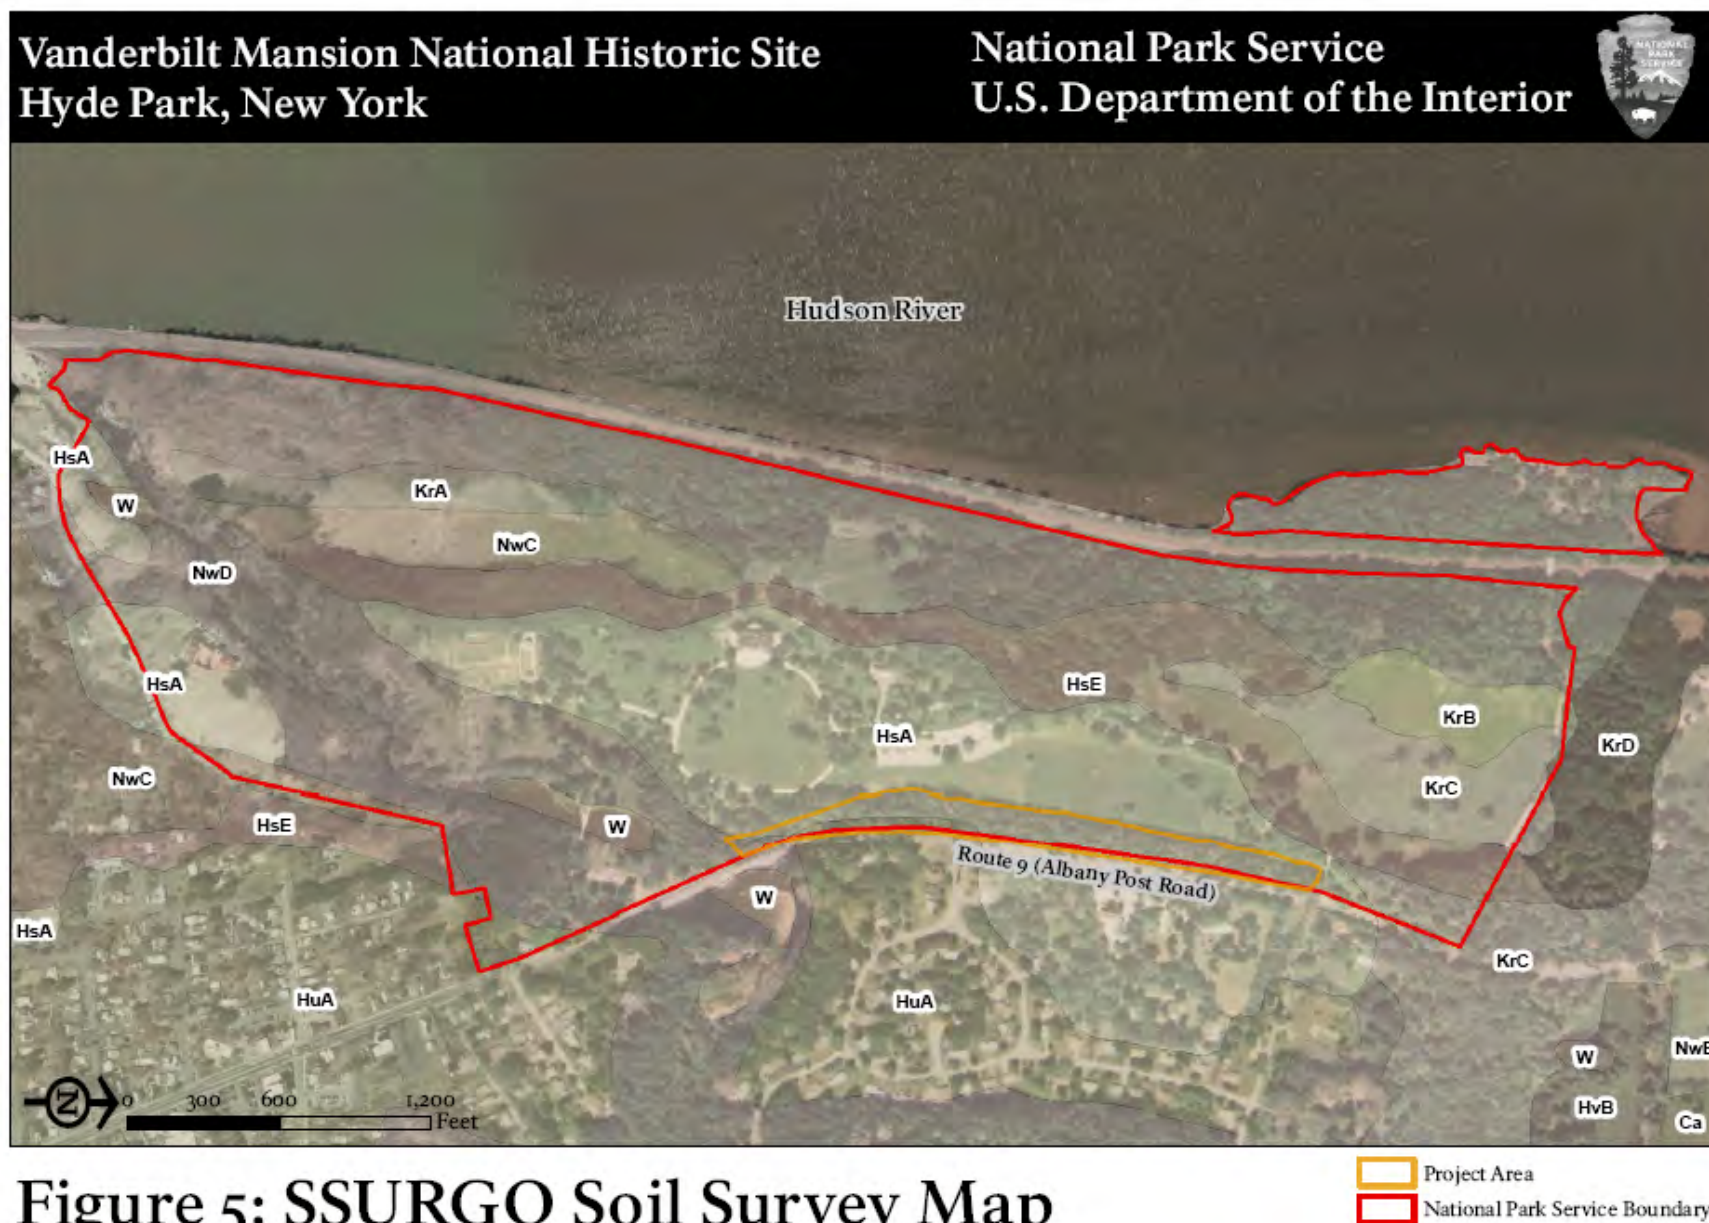 Vanderbilt Mansion National Historic Site
Hyde Park, New York
National Park Service
U.S. Department of the Interior
NATIONAL
PARK
SERVICE
Hudson River
HsA
W
KrA
NwC
NwD
HsA
HsE
HsA
KrB
KrD
KrC
NwC
HsE
W
Route 9 (Albany Post Road)
W
HsA
KrC
HuA
HuA
W
NwB
HvB
Ca
N
0 300 600 1,200
Feet
Project Area
National Park Service Boundary
Figure 5: SSURGO Soil Survey Map